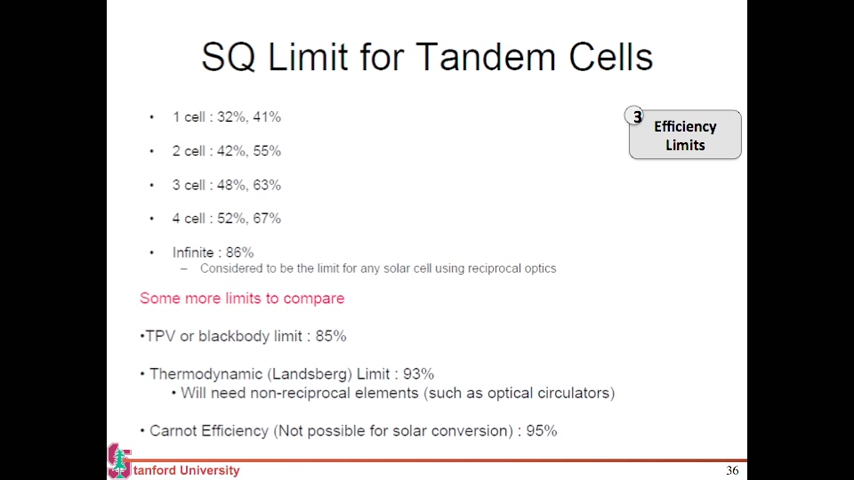 SQ Limit for Tandem Cells
• 1 cell : 32%, 41%
• 2 cell : 42%, 55%
• 3 cell : 48%, 63%
• 4 cell : 52%, 67%
• Infinite : 86%
– Considered to be the limit for any solar cell using reciprocal optics
3
Efficiency
Limits
Some more limits to compare
•TPV or blackbody limit : 85%
• Thermodynamic (Landsberg) Limit : 93%
• Will need non-reciprocal elements (such as optical circulators)
• Carnot Efficiency (Not possible for solar conversion) : 95%
Stanford University
36